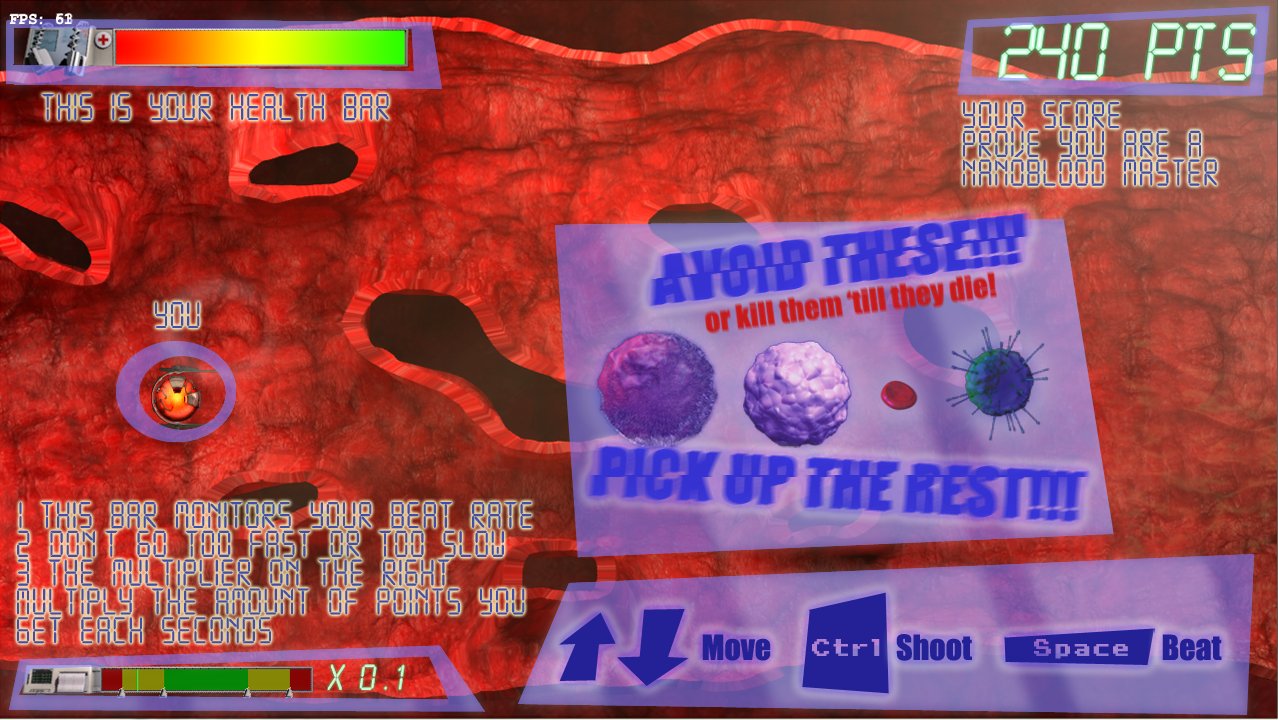 FPS: 61
240 PTS
THIS IS YOUR HEALTH BAR
YOUR SCORE
PROVE YOU ARE A
NANOBLOOD MASTER
AVOID THESE!!!
or kill them 'till they die!
YOU
PICK UP THE REST!!!!
1 THIS BAR MONITORS YOUR BEAT RATE
2 DON T GO TOO FAST OR TOO SLOW
3 THE MULTIPLIER ON THE RIGHT
MULTIPLY THE AMOUNT OF POINTS YOU
GET EACH SECONDS
Move
Ctrl Shoot
Space Beat
X 0.1